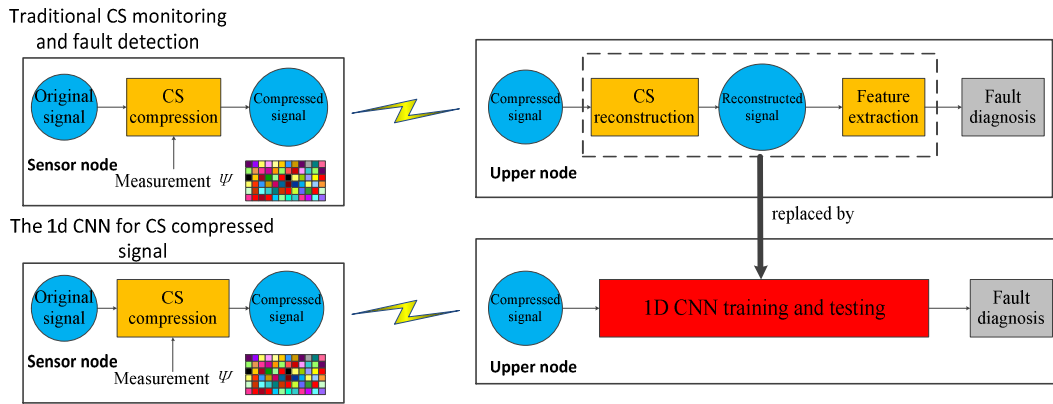 Traditional CS monitoring
and fault detection
Original
signal
CS
compression
Compressed
signal
Sensor node
Measurement Ψ
Compressed
signal
CS
reconstruction
Reconstructed
signal
Feature
extraction
Fault
diagnosis
Upper node
replaced by
The 1d CNN for CS compressed
signal
Original
signal
CS
compression
Compressed
signal
Sensor node
Measurement Ψ
Compressed
signal
1D CNN training and testing
Fault
diagnosis
Upper node